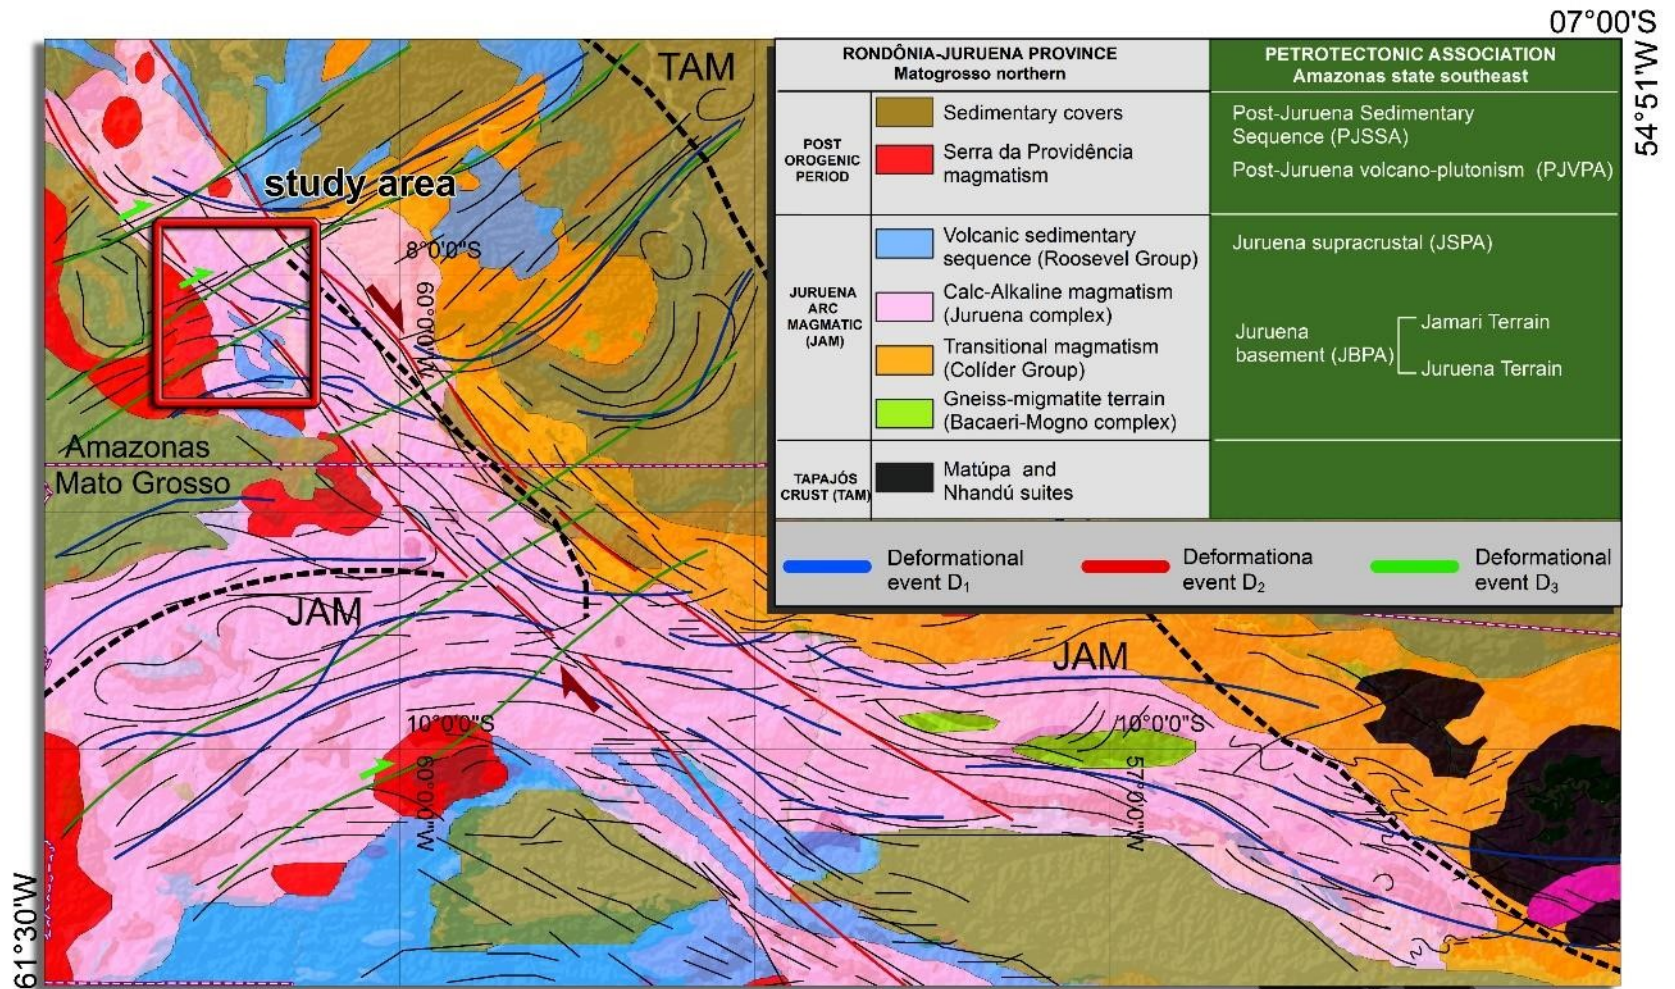 07°00'S
54°51'W
TAM
study area
8°0'0"S
60°0'0"W
Amazonas
Mato Grosso
JAM
JAM
10°0'0"S
10°0'0"S
60°0'0"W
57°0'0"W
61°30'W
RONDÔNIA-JURUENA PROVINCE
Matogrosso northern
PETROTECTONIC ASSOCIATION
Amazonas state southeast
POST
OROGENIC
PERIOD
Sedimentary covers
Serra da Providência
magmatism
Post-Juruena Sedimentary
Sequence (PJSSA)
Post-Juruena volcano-plutonism (PJVPA)
JURUENA
ARC
MAGMATIC
(JAM)
Volcanic sedimentary
sequence (Roosevel Group)
Calc-Alkaline magmatism
(Juruena complex)
Transitional magmatism
(Colíder Group)
Gneiss-migmatite terrain
(Bacaeri-Mogno complex)
Juruena supracrustal (JSPA)
Juruena
basement (JBPA)
Jamari Terrain
Juruena Terrain
TAPAJÓS
CRUST (TAM)
Matúpa and
Nhandú suites
Deformational
event D₁
Deformationa
event D₂
Deformational
event D₃